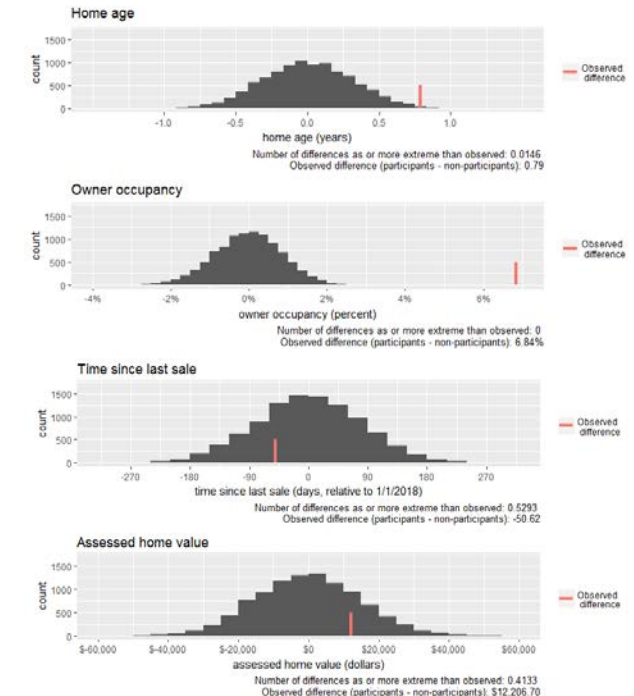 Home age
1500
1000
500
0
count
-1.0 -0.5 0.0 0.5 1.0
home age (years)
Observed
difference
Number of differences as or more extreme than observed: 0.0146
Observed difference (participants - non-participants): 0.79
Owner occupancy
1500
1000
500
0
count
-4% -2% 0% 2% 4% 6%
owner occupancy (percent)
Observed
difference
Number of differences as or more extreme than observed: 0
Observed difference (participants - non-participants): 6.84%
Time since last sale
1500
1000
500
0
count
-270 -180 -90 0 90 180 270
time since last sale (days, relative to 1/1/2018)
Observed
difference
Number of differences as or more extreme than observed: 0.5293
Observed difference (participants - non-participants): -50.62
Assessed home value
1500
1000
500
0
count
$-60,000 $-40,000 $-20,000 $0 $20,000 $40,000 $60,000
assessed home value (dollars)
Observed
difference
Number of differences as or more extreme than observed: 0.4133
Observed difference (participants - non-participants): $12,206.70